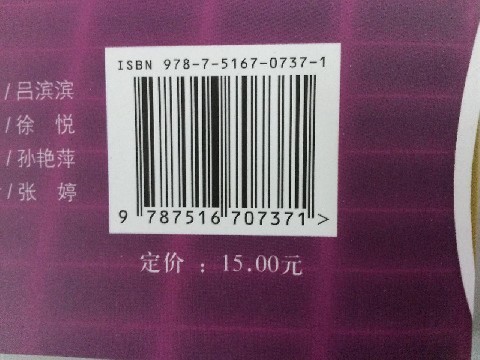 ISBN 978-7-5167-0737-1
/吕滨滨
/徐 悦
/孙艳萍
/张 婷
9 787516 707371 >
定价：15.00元